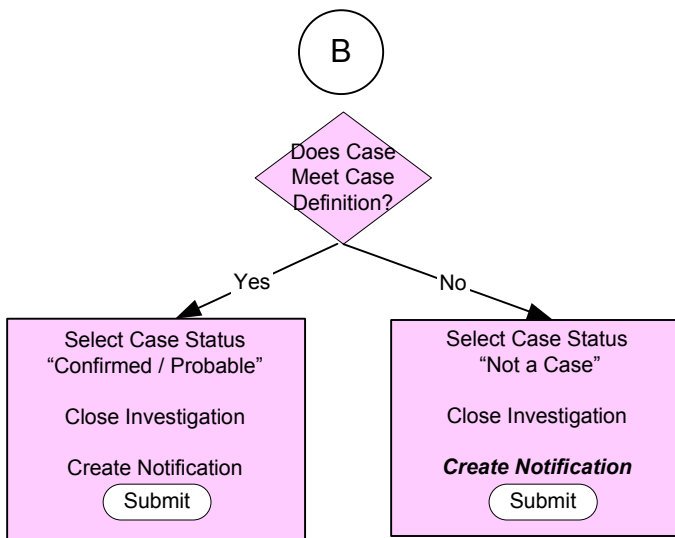 B
Does Case
Meet Case
Definition?
Yes
No
Select Case Status
“Confirmed / Probable”
Close Investigation
Create Notification
Submit
Select Case Status
“Not a Case”
Close Investigation
Create Notification
Submit